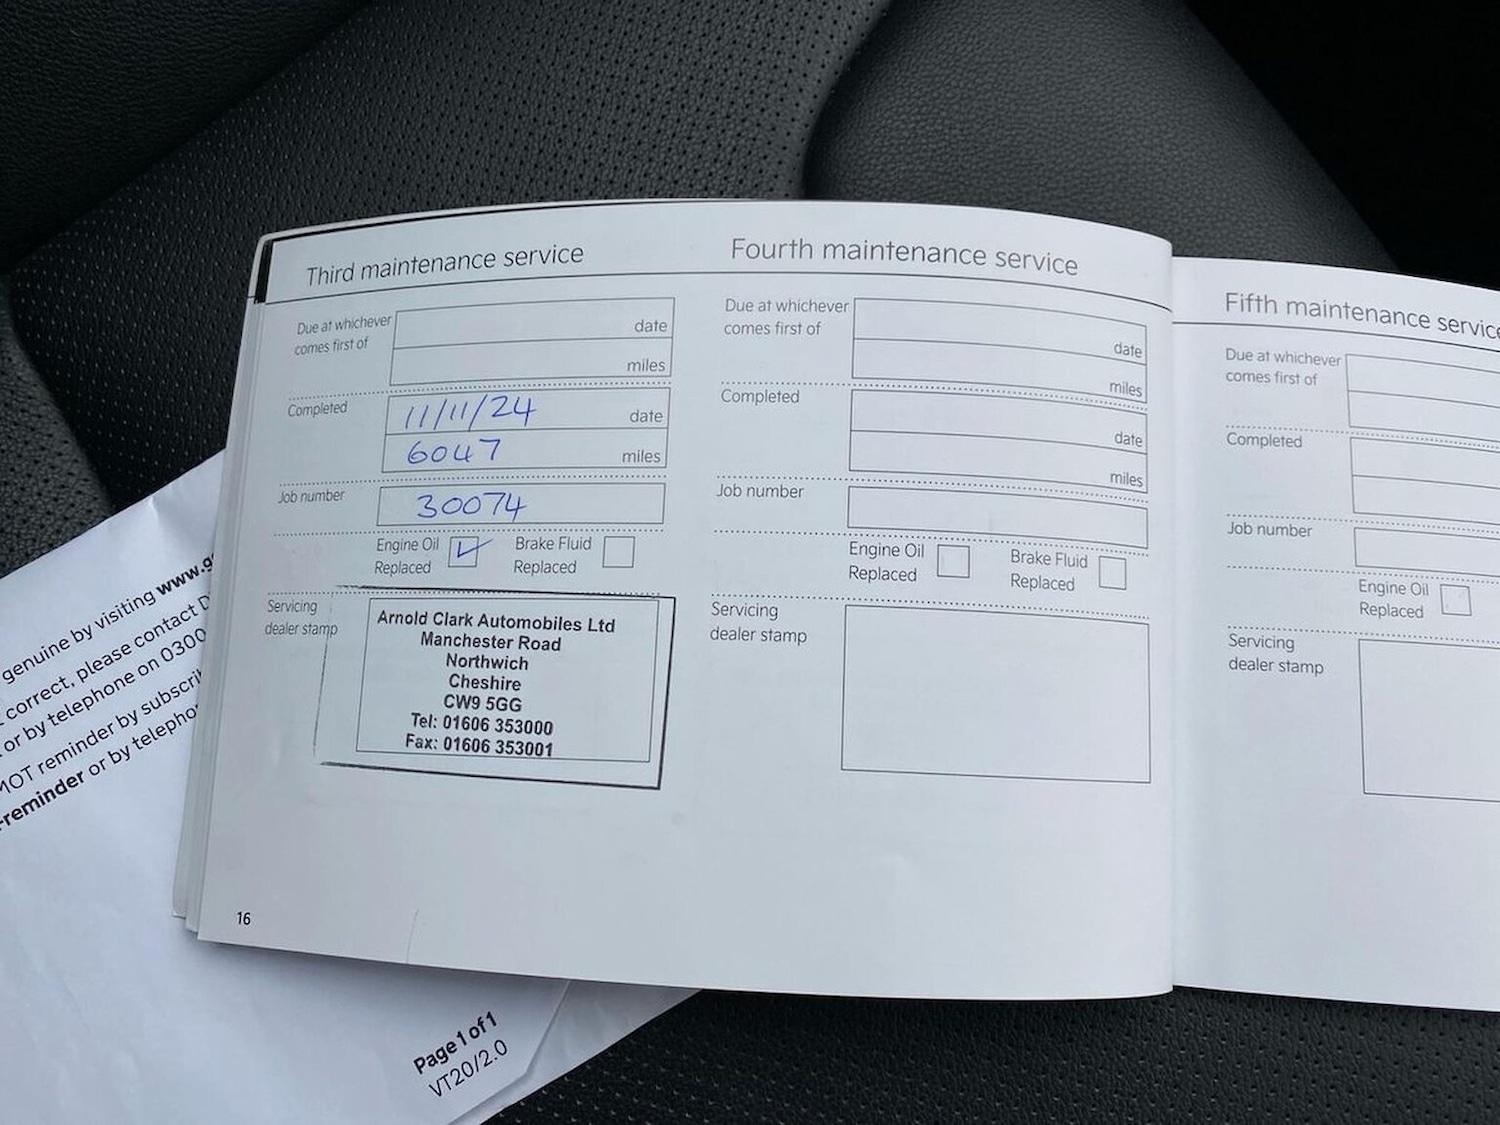 Third maintenance service
Due at whichever
comes first of
date
miles
Completed
11/11/24 date
6047 miles
Job number
30074
Engine Oil
Replaced
Brake Fluid
Replaced
Servicing
dealer stamp
Arnold Clark Automobiles Ltd
Manchester Road
Northwich
Cheshire
CW9 5GG
Tel: 01606 353000
Fax: 01606 353001
16
Fourth maintenance service
Due at whichever
comes first of
date
miles
Completed
date
miles
Job number
Engine Oil
Replaced
Brake Fluid
Replaced
Servicing
dealer stamp
Fifth maintenance service
Due at whichever
comes first of
Completed
Job number
Engine Oil
Replaced
Servicing
dealer stamp
genuine by visiting www.g
correct, please contact D
or by telephone on 0300
MOT reminder by subscri
-reminder or by telepho
Page 1 of 1
VT20/2.0